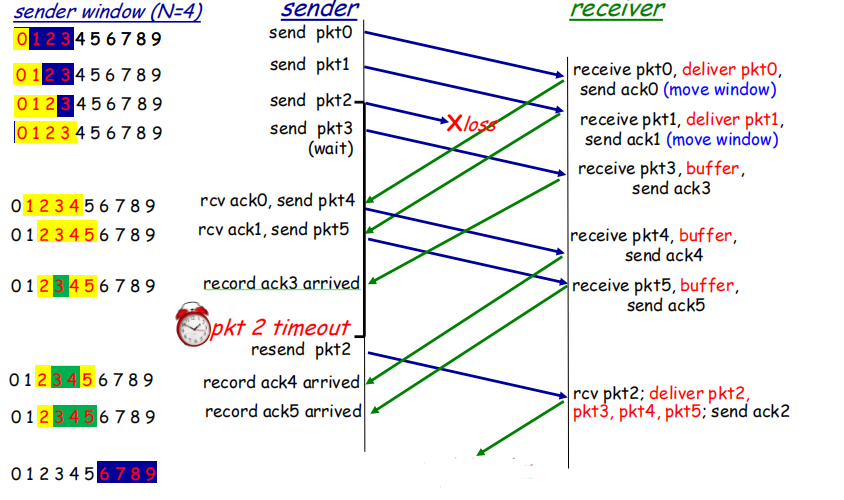 sender window (N=4)
sender
receiver
0 1 2 3 4 5 6 7 8 9
send pkt0
0 1 2 3 4 5 6 7 8 9
send pkt1
0 1 2 3 4 5 6 7 8 9
send pkt2
0 1 2 3 4 5 6 7 8 9
send pkt3
(wait)
X loss
receive pkt0, deliver pkt0,
send ack0 (move window)
receive pkt1, deliver pkt1,
send ack1 (move window)
receive pkt3, buffer,
send ack3
0 1 2 3 4 5 6 7 8 9
rcv ack0, send pkt4
0 1 2 3 4 5 6 7 8 9
rcv ack1, send pkt5
receive pkt4, buffer,
send ack4
receive pkt5, buffer,
send ack5
0 1 2 3 4 5 6 7 8 9
record ack3 arrived
pkt 2 timeout
resend pkt2
0 1 2 3 4 5 6 7 8 9
record ack4 arrived
0 1 2 3 4 5 6 7 8 9
record ack5 arrived
rcv pkt2; deliver pkt2,
pkt3, pkt4, pkt5; send ack2
0 1 2 3 4 5 6 7 8 9